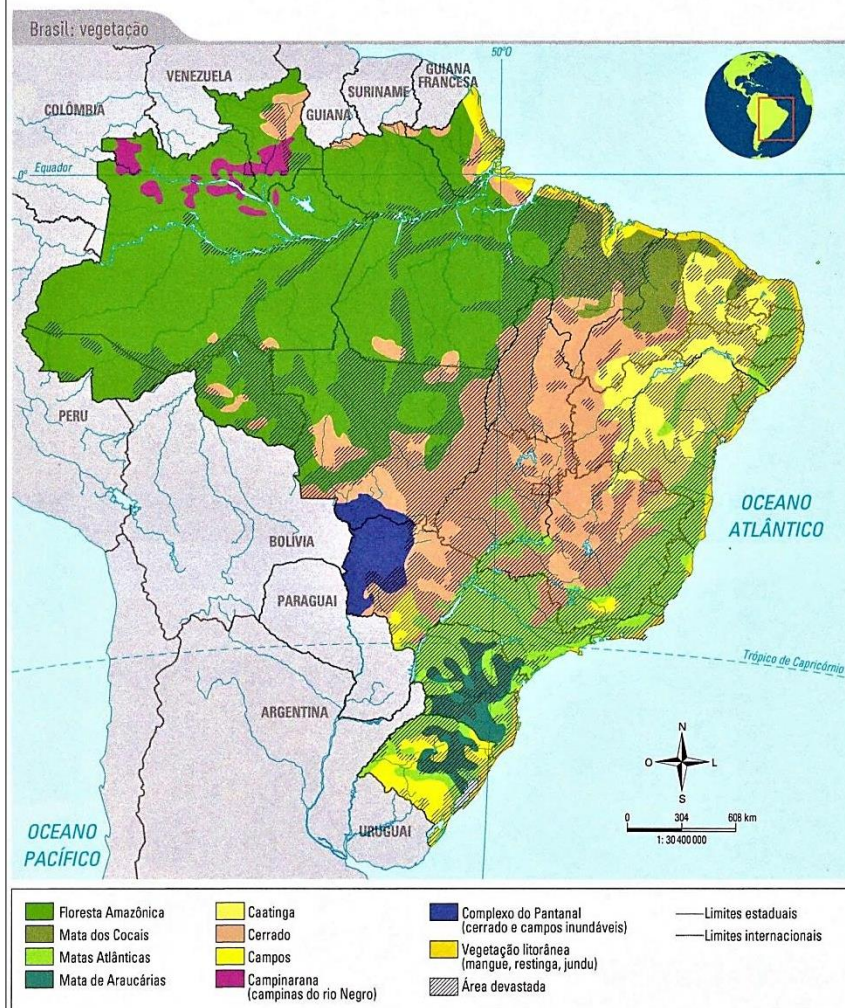 Brasil: vegetação
50°O
VENEZUELA
GUIANA
FRANCESA
SURINAME
COLÔMBIA
GUIANA
0º
Equador
PERU
OCEANO
ATLÂNTICO
BOLÍVIA
PARAGUAI
Trópico de Capricórnio
ARGENTINA
N
O
L
S
0 304 608 km
1: 30 400 000
OCEANO
PACÍFICO
URUGUAI
Floresta Amazônica
Mata dos Cocais
Matas Atlânticas
Mata de Araucárias
Caatinga
Cerrado
Campos
Campinarana
(campinas do rio Negro)
Complexo do Pantanal
(cerrado e campos inundáveis)
Vegetação litorânea
(mangue, restinga, jundu)
Área devastada
Limites estaduais
Limites internacionais